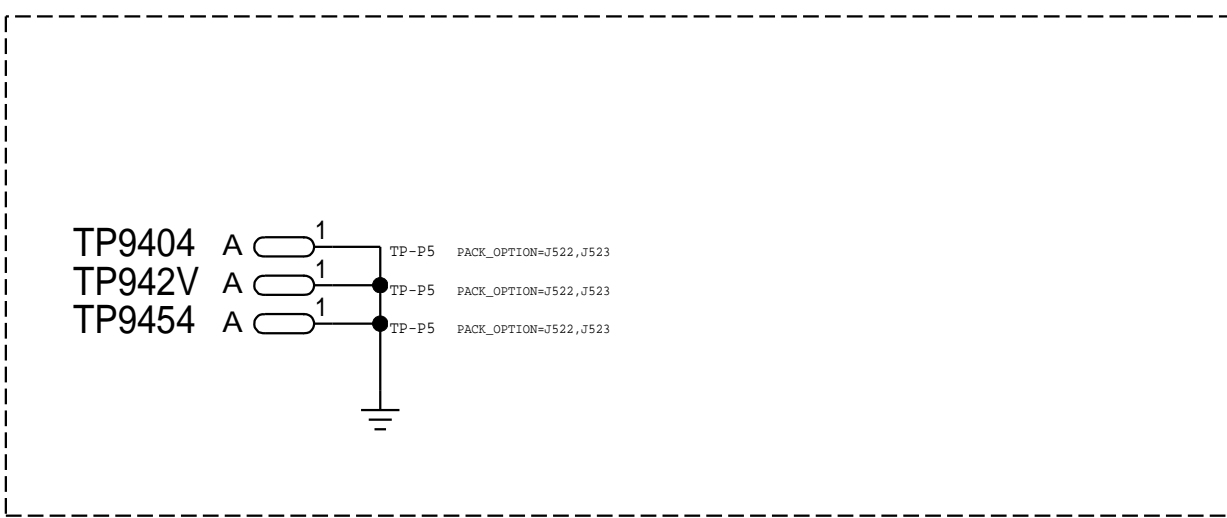 TP9404 A 1 TP-P5 PACK_OPTION=J522,J523
TP942V A 1 TP-P5 PACK_OPTION=J522,J523
TP9454 A 1 TP-P5 PACK_OPTION=J522,J523